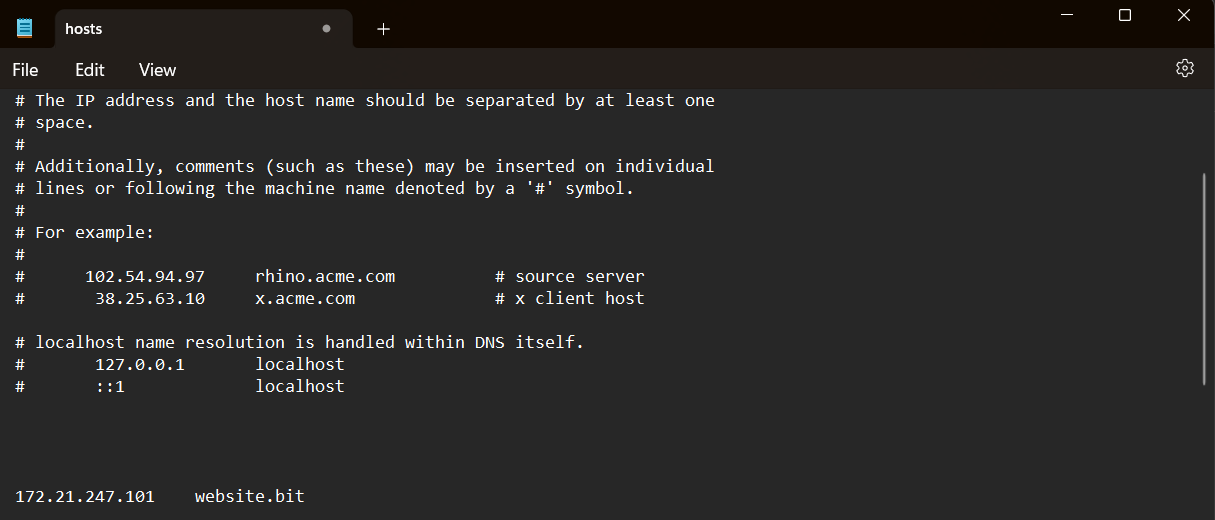 hosts
File Edit View
# The IP address and the host name should be separated by at least one
# space.
#
# Additionally, comments (such as these) may be inserted on individual
# lines or following the machine name denoted by a '#' symbol.
#
# For example:
#
#      102.54.94.97     rhino.acme.com          # source server
#       38.25.63.10     x.acme.com              # x client host

# localhost name resolution is handled within DNS itself.
#       127.0.0.1       localhost
#       ::1             localhost

172.21.247.101    website.bit